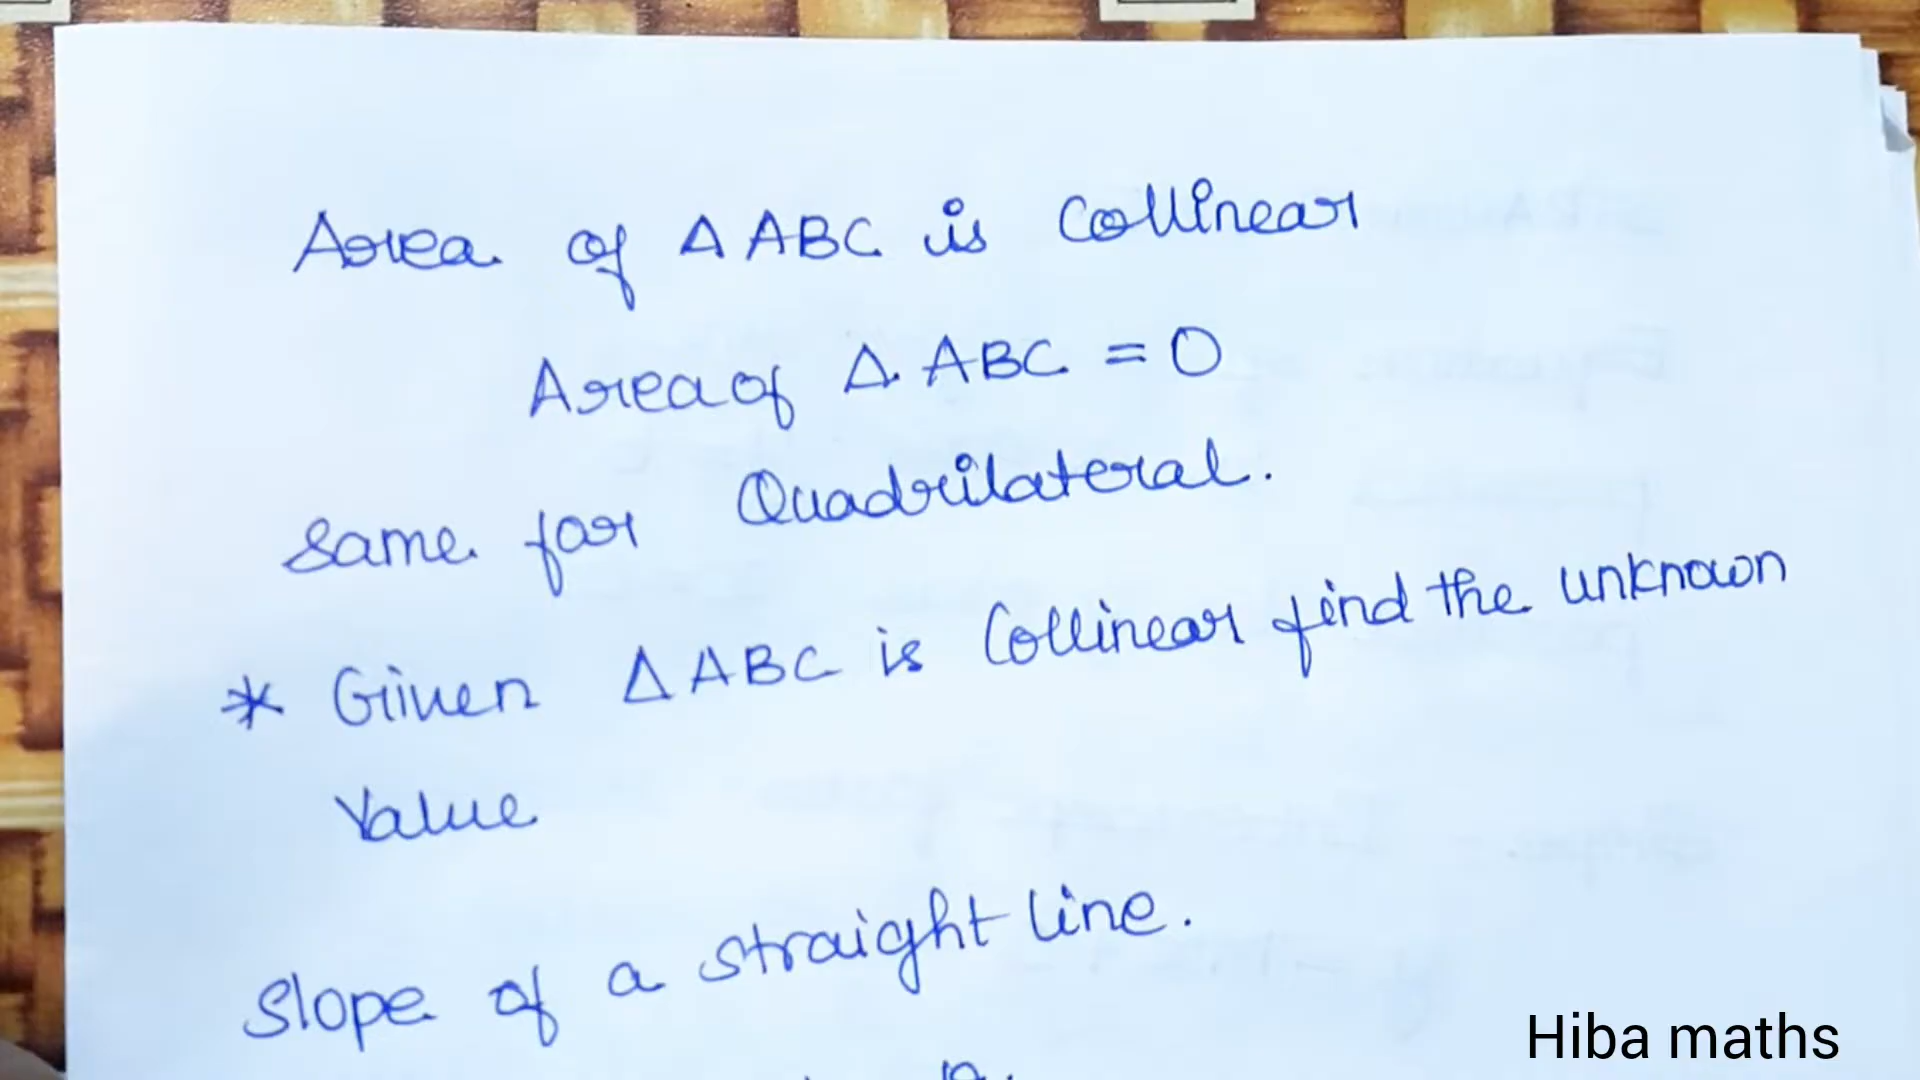 Area of Δ ABC is Collinear
Area of Δ ABC = 0
Same for Quadrilateral.
* Given Δ ABC is Collinear find the unknown
Value
Slope of a straight line.
Hiba maths